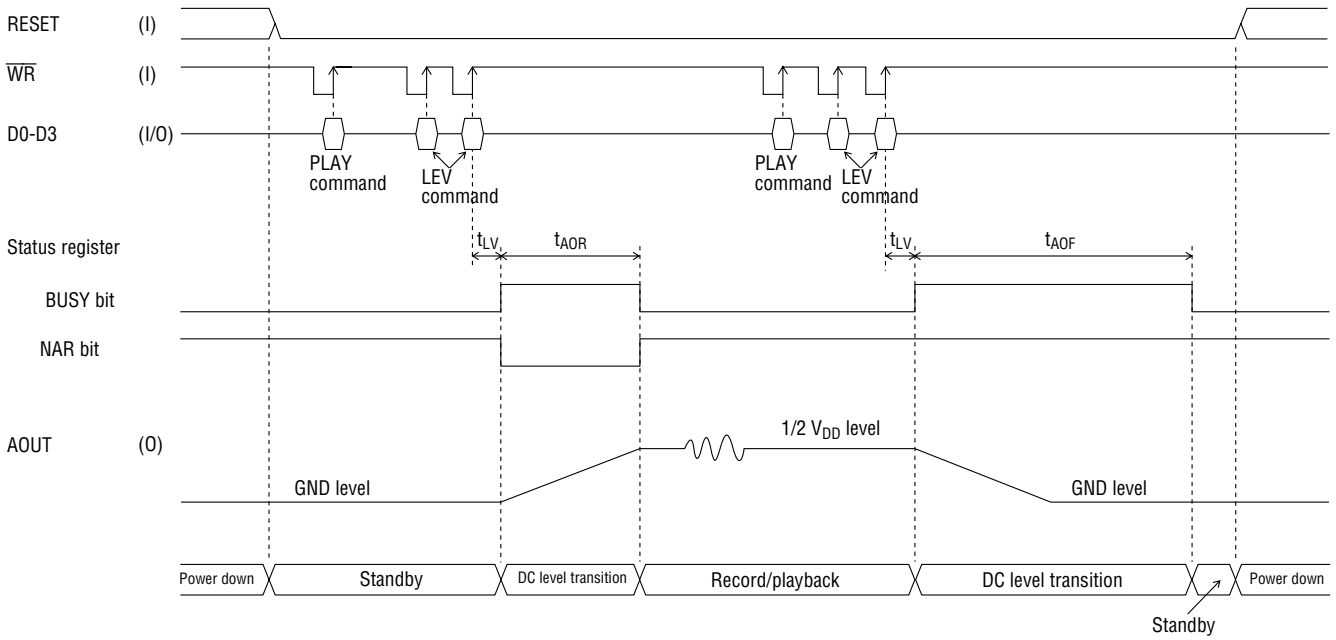 RESET (I)
WR (I)
D0-D3 (I/O)
PLAY
command
LEV
command
PLAY
command
LEV
command
Status register
tLV
tAOR
tLV
tAOF
BUSY bit
NAR bit
AOUT (O)
GND level
1/2 VDD level
GND level
Power down
Standby
DC level transition
Record/playback
DC level transition
Power down
Standby